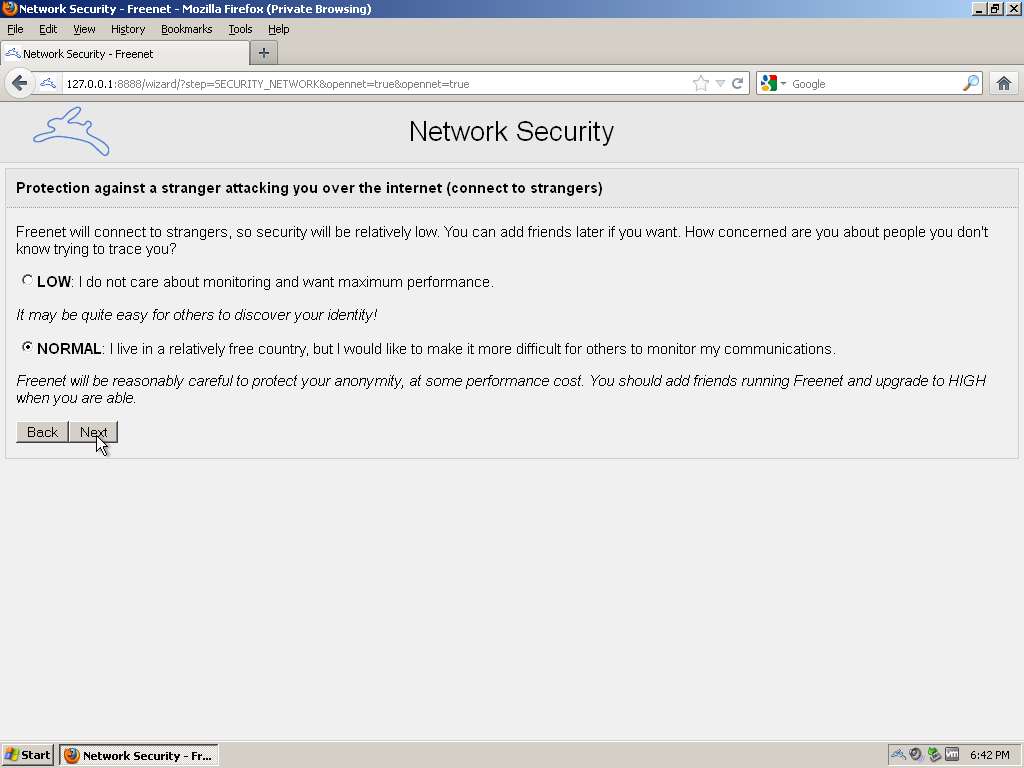 Network Security - Freenet - Mozilla Firefox (Private Browsing)
File Edit View History Bookmarks Tools Help
Network Security - Freenet
127.0.0.1:8888/wizard/?step=SECURITY_NETWORK&opennet=true&opennet=true
Google
Network Security
Protection against a stranger attacking you over the internet (connect to strangers)
Freenet will connect to strangers, so security will be relatively low. You can add friends later if you want. How concerned are you about people you don't
know trying to trace you?
LOW: I do not care about monitoring and want maximum performance.
It may be quite easy for others to discover your identity!
NORMAL: I live in a relatively free country, but I would like to make it more difficult for others to monitor my communications.
Freenet will be reasonably careful to protect your anonymity, at some performance cost. You should add friends running Freenet and upgrade to HIGH
when you are able.
Back Next
Start Network Security - Fr... vm 6:42 PM